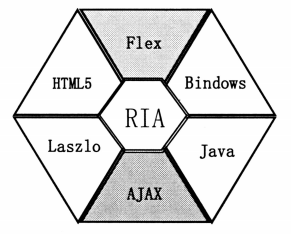 Flex
HTML5
Bindows
RIA
Laszlo
Java
AJAX